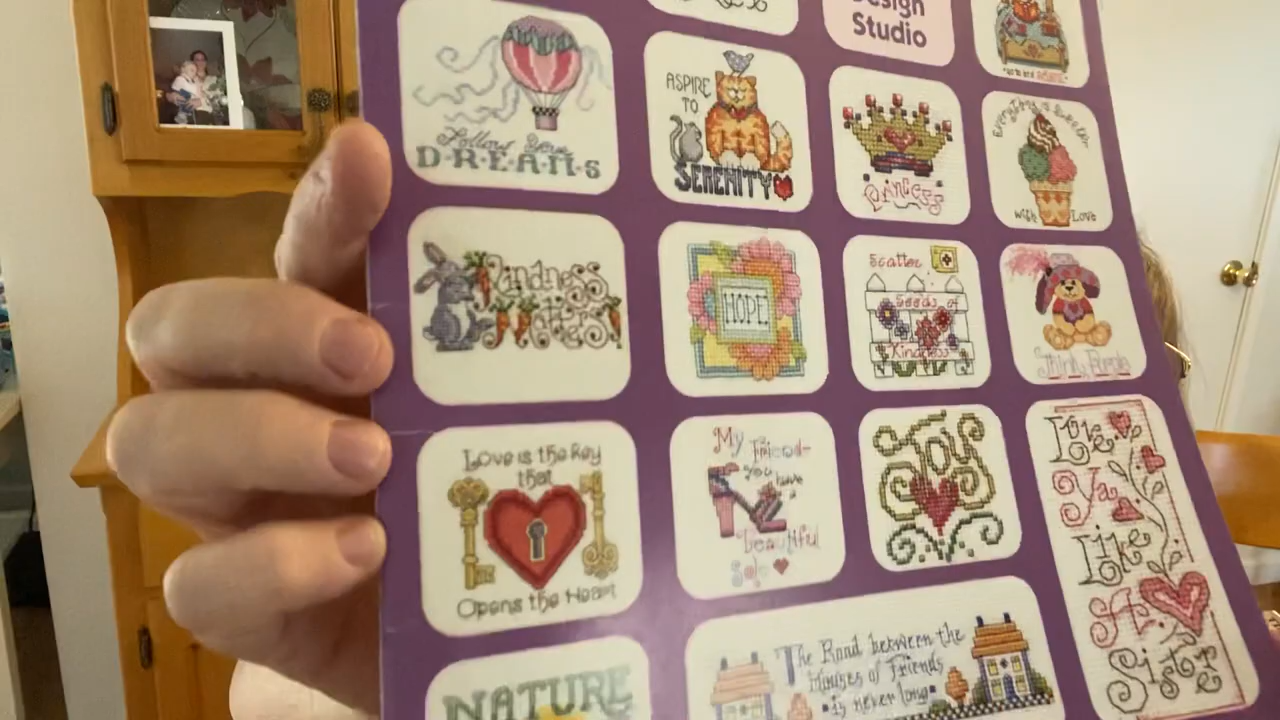 Design
Studio
Follow Your
DREAMS
ASPIRE
TO
SERENITY
Princess
Everything is Sweeter
with Love
Kindness
Matters
HOPE
Scatter
Seeds of
Kindness
Think Purple
Love is the Key
that
Opens the Heart
My Friend-
you
have
a
beautiful
Sole
Joy
Love
Ya
Like
A
Sister
NATURE
The Road between the
Houses of Friends
is never long